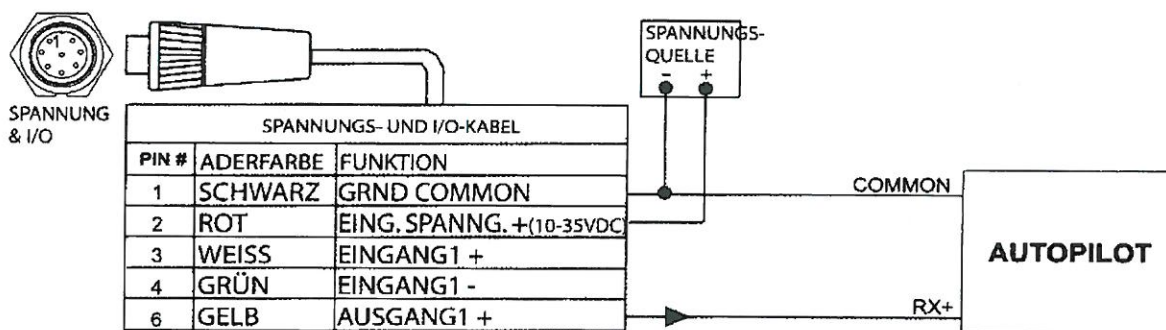 1
SPANNUNG
& I/O
SPANNUNGS-
QUELLE
- +
SPANNUNGS- UND I/O-KABEL
PIN # ADERFARBE FUNKTION
1 SCHWARZ GRND COMMON
2 ROT EING. SPANNG. +(10-35VDC)
3 WEISS EINGANG1 +
4 GRÜN EINGANG1 -
6 GELB AUSGANG1 +
COMMON
RX+
AUTOPILOT